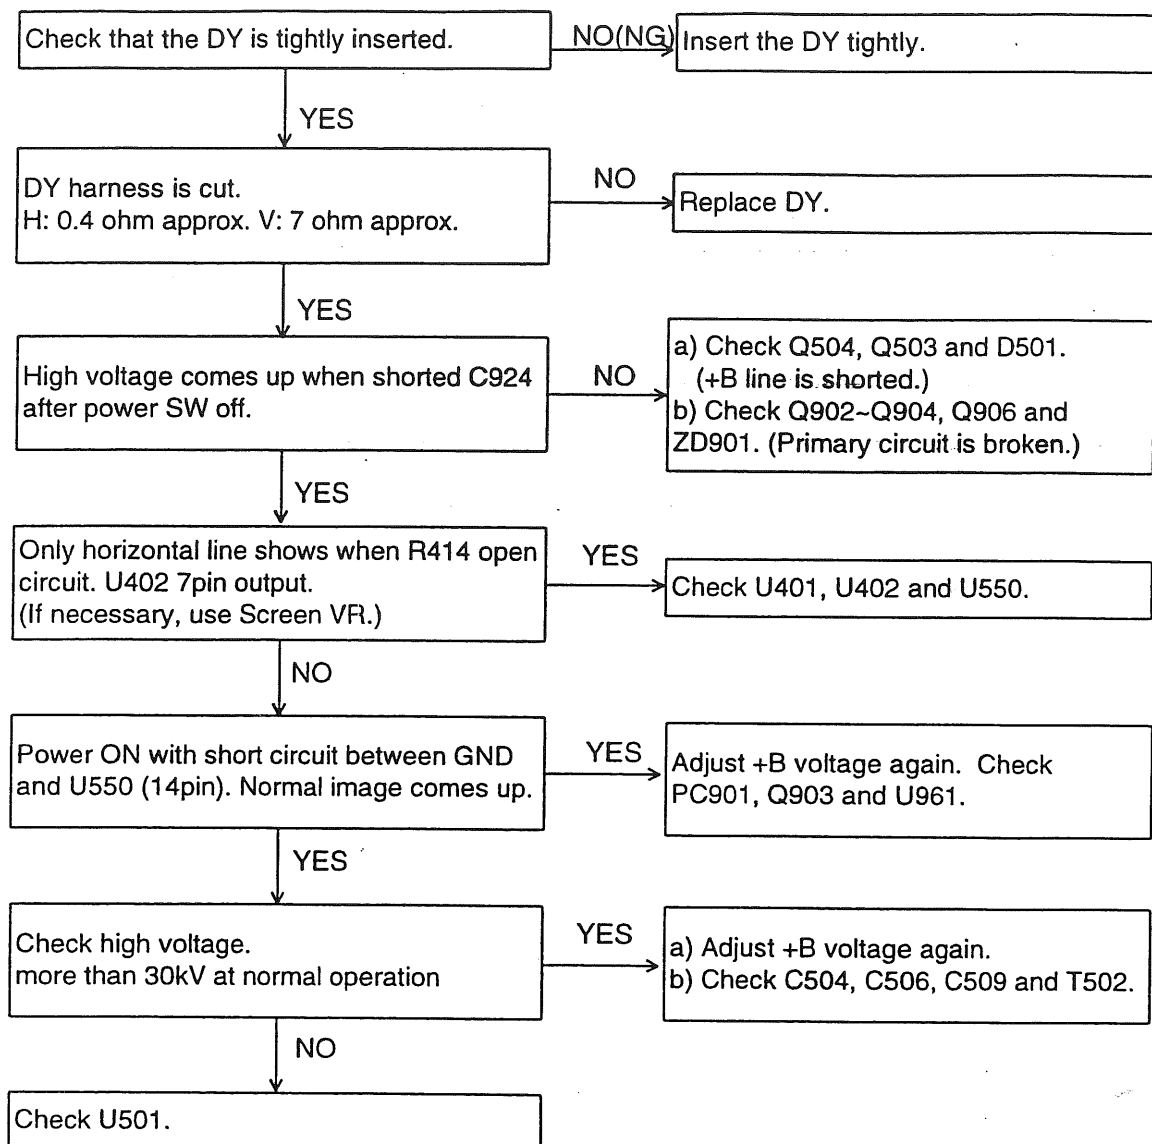 Check that the DY is tightly inserted.
NO(NG)
Insert the DY tightly.
YES
DY harness is cut.
H: 0.4 ohm approx. V: 7 ohm approx.
NO
Replace DY.
YES
High voltage comes up when shorted C924
after power SW off.
NO
a) Check Q504, Q503 and D501.
(+B line is shorted.)
b) Check Q902~Q904, Q906 and
ZD901. (Primary circuit is broken.)
YES
Only horizontal line shows when R414 open
circuit. U402 7pin output.
(If necessary, use Screen VR.)
YES
Check U401, U402 and U550.
NO
Power ON with short circuit between GND
and U550 (14pin). Normal image comes up.
YES
Adjust +B voltage again. Check
PC901, Q903 and U961.
YES
Check high voltage.
more than 30kV at normal operation
YES
a) Adjust +B voltage again.
b) Check C504, C506, C509 and T502.
NO
Check U501.